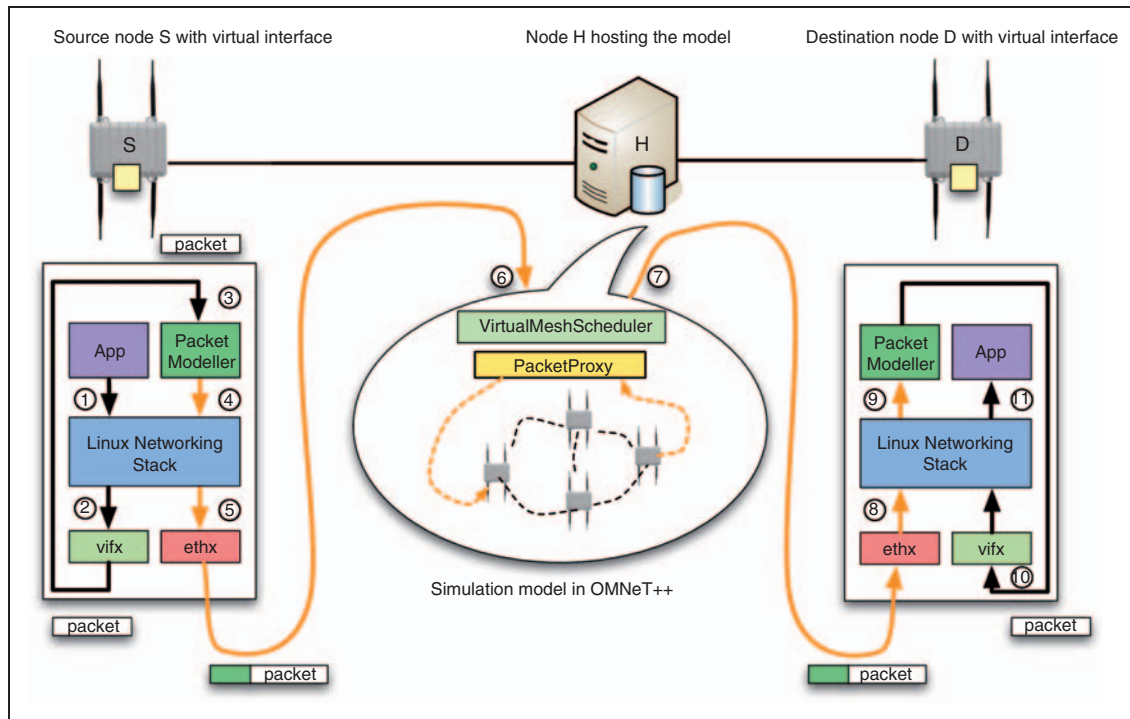 Source node S with virtual interface
Node H hosting the model
Destination node D with virtual interface
S
H
D
packet
③
App
Packet
Modeller
①
④
Linux Networking
Stack
②
⑤
vifx
ethx
packet
packet
⑥
⑦
VirtualMeshScheduler
PacketProxy
Simulation model in OMNeT++
Packet
Modeller
App
⑨
⑪
Linux Networking
Stack
⑧
ethx
vifx
⑩
packet
packet